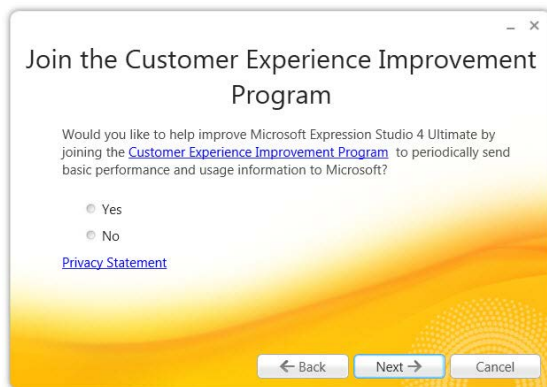 Join the Customer Experience Improvement
Program
Would you like to help improve Microsoft Expression Studio 4 Ultimate by
joining the Customer Experience Improvement Program to periodically send
basic performance and usage information to Microsoft?
Yes
No
Privacy Statement
← Back Next → Cancel